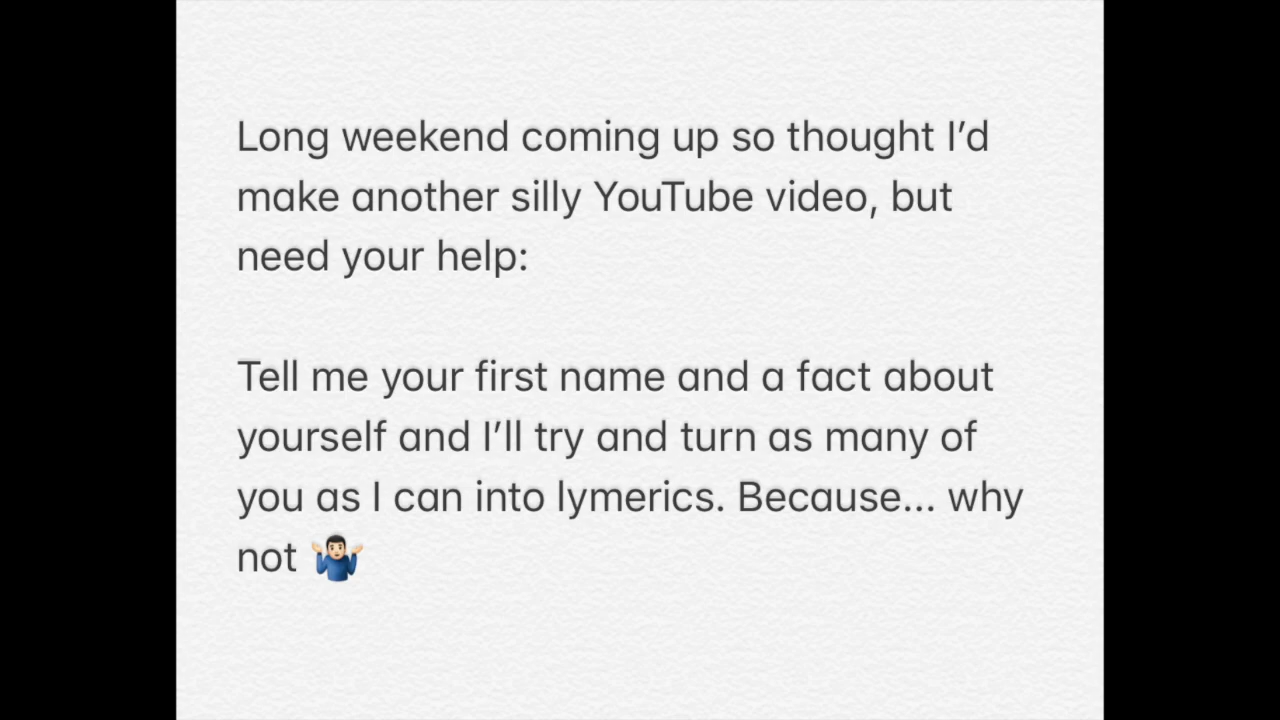 Long weekend coming up so thought I’d
make another silly YouTube video, but
need your help:
Tell me your first name and a fact about
yourself and I’ll try and turn as many of
you as I can into lymerics. Because... why
not 🤷🏻‍♂️